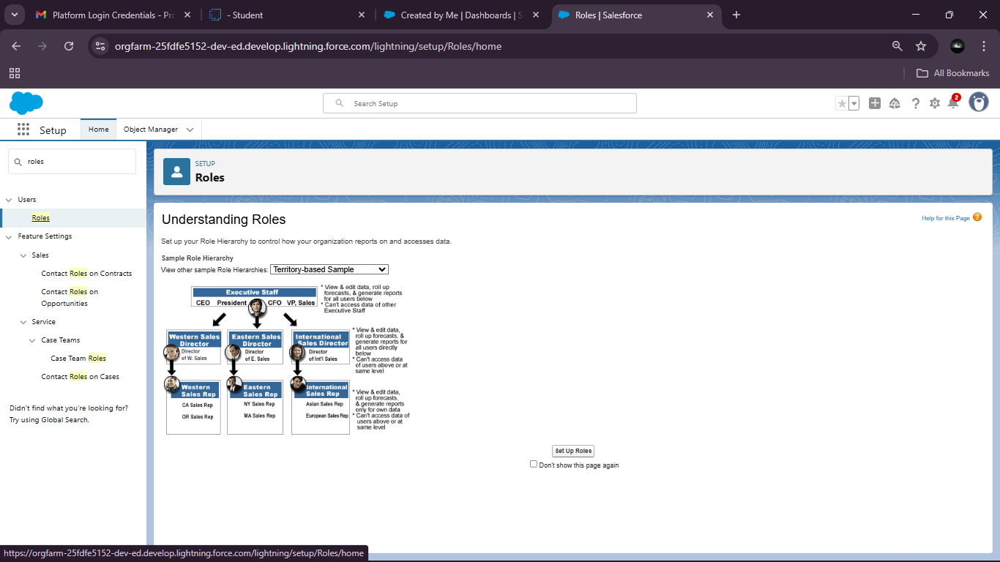 Platform Login Credentials - Pro
- Student
Created by Me | Dashboards | S
Roles | Salesforce
orgfarm-25fdfe5152-dev-ed.develop.lightning.force.com/lightning/setup/Roles/home
All Bookmarks
Search Setup
2
Setup
Home
Object Manager
roles
Users
Roles
Feature Settings
Sales
Contact Roles on Contracts
Contact Roles on
Opportunities
Service
Case Teams
Case Team Roles
Contact Roles on Cases
Didn't find what you're looking for?
Try using Global Search.
SETUP
Roles
Understanding Roles
Help for this Page ?
Set up your Role Hierarchy to control how your organization reports on and accesses data.
Sample Role Hierarchy
View other sample Role Hierarchies: Territory-based Sample
Executive Staff
CEO President CFO VP, Sales
* View & edit data, roll up
forecasts, & generate reports
for all users below
* Can't access data of other
Executive Staff
Western Sales
Director
Director
of W. Sales
Eastern Sales
Director
Director
of E. Sales
International
Sales Director
Director
of Int'l Sales
* View & edit data,
roll up forecasts, &
generate reports for
all users directly
below
* Can't access data
of users above or at
same level
Western
Sales Rep
CA Sales Rep
OR Sales Rep
Eastern
Sales Rep
NY Sales Rep
MA Sales Rep
International
Sales Rep
Asian Sales Rep
European Sales Rep
* View & edit data,
roll up forecasts,
& generate reports
only for own data
* Can't access data of
users above or at
same level
Set Up Roles
Don't show this page again
https://orgfarm-25fdfe5152-dev-ed.develop.lightning.force.com/lightning/setup/Roles/home